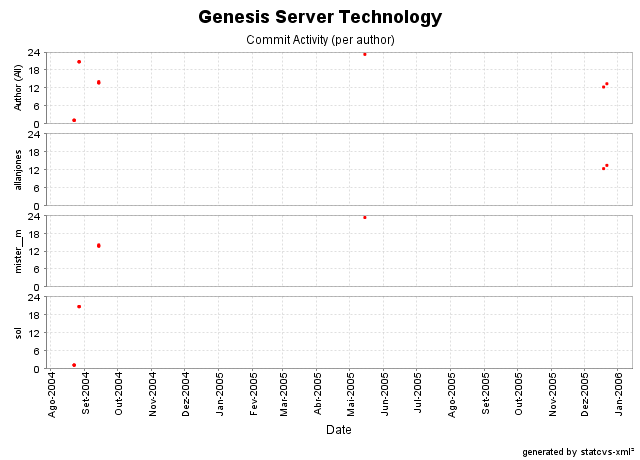 Genesis Server Technology
Commit Activity (per author)
Author (All)
24
18
12
6
0
allanjones
24
18
12
6
0
mister__m
24
18
12
6
0
sol
24
18
12
6
0
Ago-2004
Set-2004
Out-2004
Nov-2004
Dez-2004
Jan-2005
Fev-2005
Mar-2005
Abr-2005
Mai-2005
Jun-2005
Jul-2005
Ago-2005
Set-2005
Out-2005
Nov-2005
Dez-2005
Jan-2006
Date
generated by statcvs-xml²